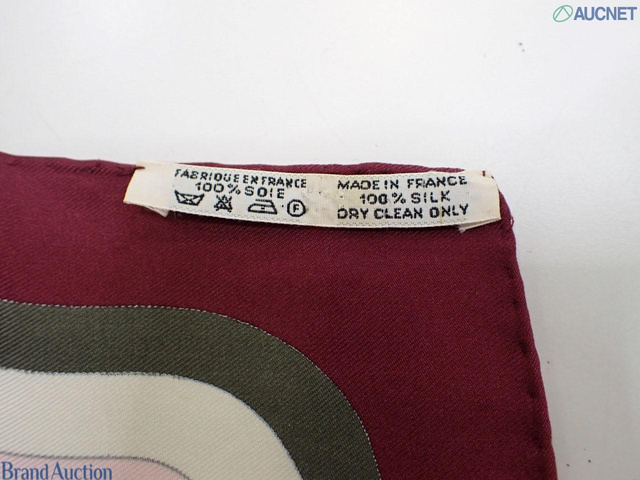 AUCNET
FABRIQUE EN FRANCE
100% SOIE
F
MADE IN FRANCE
100% SILK
DRY CLEAN ONLY
Brand Auction